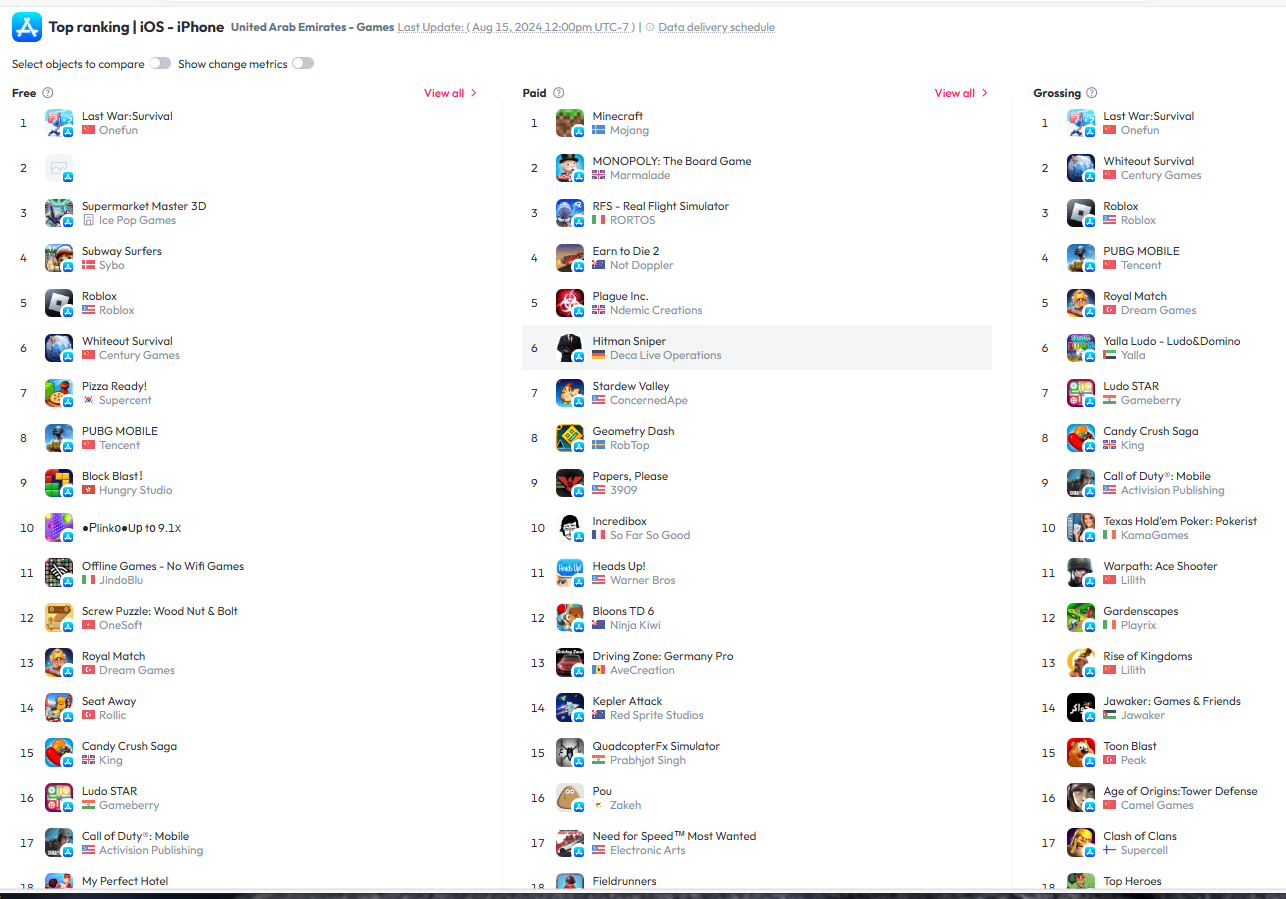 Top ranking | iOS - iPhone United Arab Emirates - Games Last Update: ( Aug 15, 2024 12:00pm UTC-7 ) | Data delivery schedule
Select objects to compare Show change metrics
Free
View all
1
Last War:Survival
Onefun
2
3
Supermarket Master 3D
Ice Pop Games
4
Subway Surfers
Sybo
5
Roblox
Roblox
6
Whiteout Survival
Century Games
7
Pizza Ready!
Supercent
8
PUBG MOBILE
Tencent
9
Block Blast!
Hungry Studio
10
●Plinko●Up to 9.1x
11
Offline Games - No Wifi Games
JindoBlu
12
Screw Puzzle: Wood Nut & Bolt
OneSoft
13
Royal Match
Dream Games
14
Seat Away
Rollic
15
Candy Crush Saga
King
16
Ludo STAR
Gameberry
17
Call of Duty®: Mobile
Activision Publishing
18
My Perfect Hotel
Paid
View all
1
Minecraft
Mojang
2
MONOPOLY: The Board Game
Marmalade
3
RFS - Real Flight Simulator
RORTOS
4
Earn to Die 2
Not Doppler
5
Plague Inc.
Ndemic Creations
6
Hitman Sniper
Deca Live Operations
7
Stardew Valley
ConcernedApe
8
Geometry Dash
RobTop
9
Papers, Please
3909
10
Incredibox
So Far So Good
11
Heads Up!
Warner Bros
12
Bloons TD 6
Ninja Kiwi
13
Driving Zone: Germany Pro
AveCreation
14
Kepler Attack
Red Sprite Studios
15
QuadcopterFx Simulator
Prabhjot Singh
16
Pou
Zakeh
17
Need for Speed™ Most Wanted
Electronic Arts
18
Fieldrunners
Grossing
1
Last War:Survival
Onefun
2
Whiteout Survival
Century Games
3
Roblox
Roblox
4
PUBG MOBILE
Tencent
5
Royal Match
Dream Games
6
Yalla Ludo - Ludo&Domino
Yalla
7
Ludo STAR
Gameberry
8
Candy Crush Saga
King
9
Call of Duty®: Mobile
Activision Publishing
10
Texas Hold'em Poker: Pokerist
KamaGames
11
Warpath: Ace Shooter
Lilith
12
Gardenscapes
Playrix
13
Rise of Kingdoms
Lilith
14
Jawaker: Games & Friends
Jawaker
15
Toon Blast
Peak
16
Age of Origins:Tower Defense
Camel Games
17
Clash of Clans
Supercell
18
Top Heroes